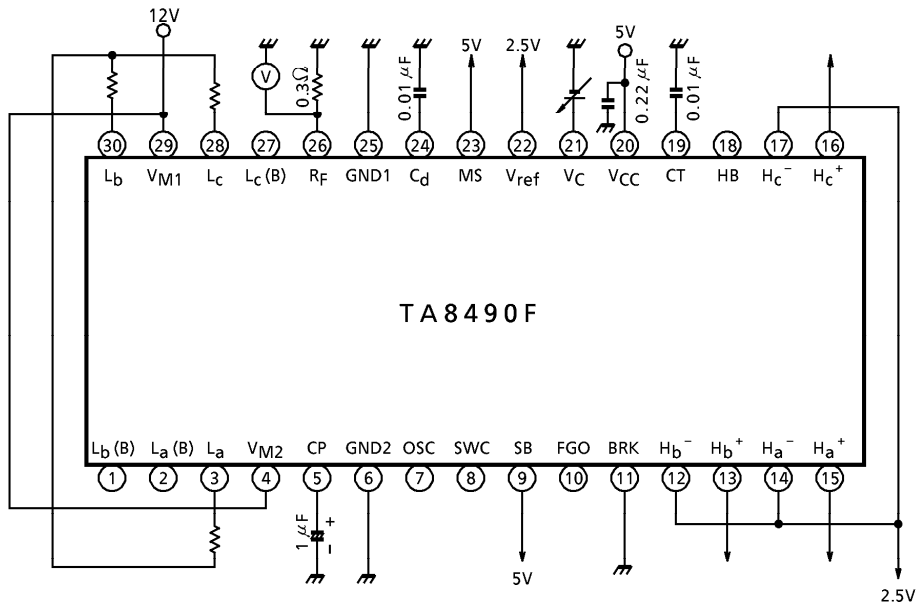 12V
5V
2.5V
5V
V
0.3Ω
0.01 μF
0.22 μF
0.01 μF
30 29 28 27 26 25 24 23 22 21 20 19 18 17 16
Lb VM1 Lc Lc(B) RF GND1 Cd MS Vref VC VCC CT HB Hc⁻ Hc⁺
TA8490F
Lb(B) La(B) La VM2 CP GND2 OSC SWC SB FGO BRK Hb⁻ Hb⁺ Ha⁻ Ha⁺
1 2 3 4 5 6 7 8 9 10 11 12 13 14 15
1 μF
+
−
5V
2.5V